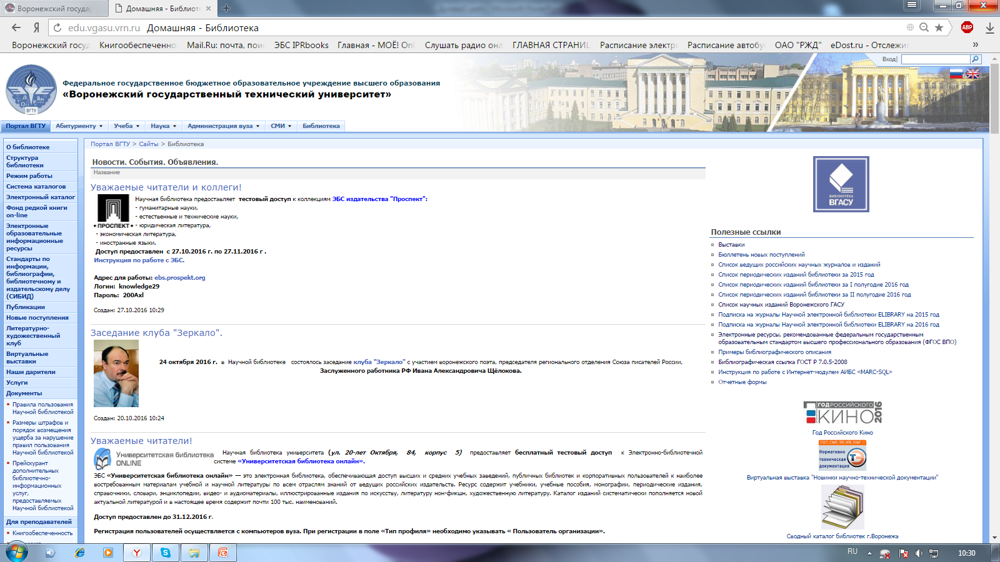 Воронежский государ
Домашняя - Библиот
edu.vgasu.vrn.ru Домашняя - Библиотека
ABP
Воронежский госуд Книгообеспеченно Mail.Ru: почта, пои ЭБС IPRbooks Главная - МОЁ! Onl Слушать радио онл ГЛАВНАЯ СТРАНИЦ Расписание электри Расписание автобу ОАО "РЖД" eDost.ru - Отслежи »
Вход|
ВГТУ
Федеральное государственное бюджетное образовательное учреждение высшего образования
«Воронежский государственный технический университет»
Портал ВГТУ Абитуриенту Учеба Наука Администрация вуза СМИ Библиотека
О библиотеке
Структура
библиотеки
Режим работы
Система каталогов
Электронный каталог
Фонд редкой книги
on-line
Электронные
образовательные
информационные
ресурсы
Стандарты по
информации,
библиографии,
библиотечному и
издательскому делу
(СИБИД)
Публикации
Новые поступления
Литературно-
художественный
клуб
Виртуальные
выставки
Наши дарители
Услуги
Документы
Правила пользования
Научной библиотекой
Размеры штрафов и
порядок возмещения
ущерба за нарушение
правил пользования
Научной библиотекой
Прейскурант
дополнительных
библиотечно-
информационных
услуг,
предоставляемых
Научной библиотекой
Для преподавателей
Книгообеспеченность
Портал ВГТУ > Сайты > Библиотека
Новости. События. Объявления.
Название
Уважаемые читатели и коллеги!
ПРОСПЕКТ
Научная библиотека предоставляет тестовый доступ к коллекциям ЭБС издательства "Проспект":
- гуманитарные науки,
- естественные и технические науки,
- юридическая литература,
- экономическая литература,
- иностранные языки.
Доступ предоставлен с 27.10.2016 г. по 27.11.2016 г .
Инструкция по работе с ЭБС.
Адрес для работы: ebs.prospekt.org
Логин: knowledge29
Пароль: 200Axl
Создан: 27.10.2016 10:29
Заседание клуба "Зеркало".
24 октября 2016 г. в Научной библиотеке состоялось заседание клуба "Зеркало" с участием воронежского поэта, председателя регионального отделения Союза писателей России,
Заслуженного работника РФ Ивана Александровича Щёлокова.
Создан: 20.10.2016 10:24
Уважаемые читатели!
Университетская библиотека
ONLINE
Научная библиотека университета (ул. 20-лет Октября, 84, корпус 5) предоставляет бесплатный тестовый доступ к Электронно-библиотечной
системе «Университетская библиотека онлайн».
ЭБС «Университетская библиотека онлайн» — это электронная библиотека, обеспечивающая доступ высших и средних учебных заведений, публичных библиотек и корпоративных пользователей к наиболее
востребованным материалам учебной и научной литературы по всем отраслям знаний от ведущих российских издательств. Ресурс содержит учебники, учебные пособия, монографии, периодические издания,
справочники, словари, энциклопедии, видео- и аудиоматериалы, иллюстрированные издания по искусству, литературу нон-фикшн, художественную литературу. Каталог изданий систематически пополняется новой
актуальной литературой и в настоящее время содержит почти 100 тыс. наименований.
Доступ предоставлен до 31.12.2016 г.
Регистрация пользователей осуществляется с компьютеров вуза. При регистрации в поле «Тип профиля» необходимо указывать « Пользователь организации».
БИБЛИОТЕКА
ВГАСУ
Полезные ссылки
Выставки
Бюллетень новых поступлений
Список ведущих российских научных журналов и изданий
Список периодических изданий библиотеки за 2015 год
Список периодических изданий библиотеки за I полугодие 2016 год
Список периодических изданий библиотеки за II полугодие 2016 год
Список научных изданий Воронежского ГАСУ
Подписка на журналы Научной электронной библиотеки ELIBRARY на 2015 год
Подписка на журналы Научной электронной библиотеки ELIBRARY на 2016 год
Электронные ресурсы, рекомендованные федеральным государственным
образовательным стандартом высшего профессионального образования (ФГОС ВПО)
Примеры библиографического описания
Библиографическая ссылка ГОСТ Р 7.0.5-2008
Инструкция по работе с Интернет-модулем АИБС «MARC-SQL»
Отчетные формы
ГОД РОССИЙСКОГО
КИНО 2016
Год Российского Кино
Нормативно
техническая
документация
Виртуальная выставка "Новинки научно-технической документации"
Сводный каталог библиотек г.Воронежа
RU 10:30